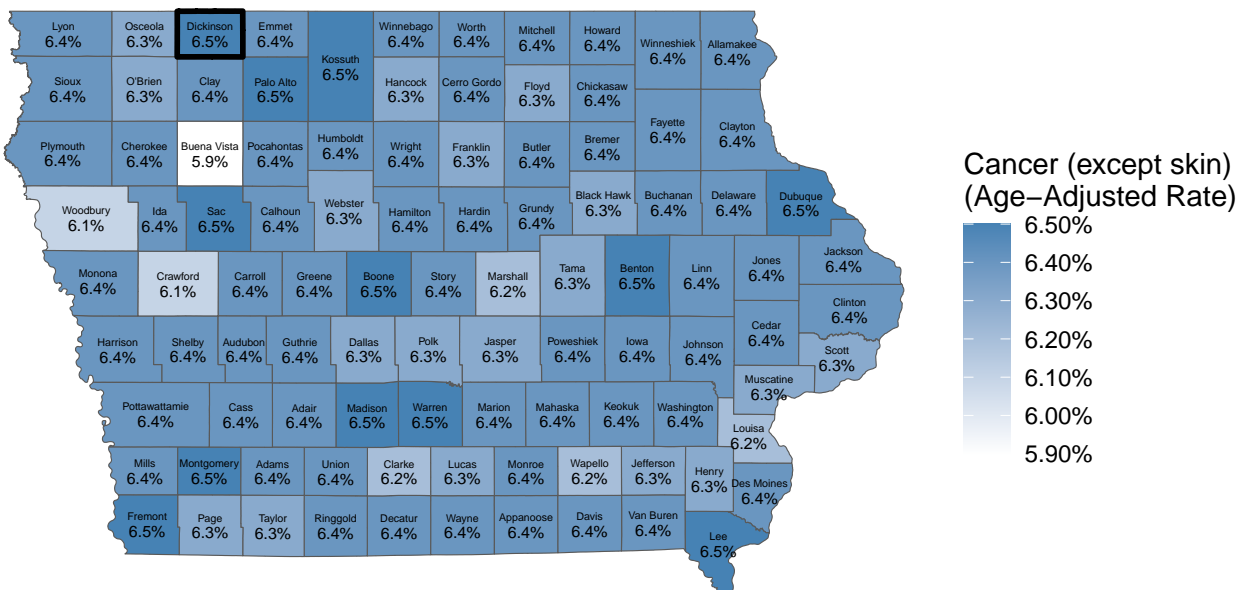 Lyon
6.4%
Osceola
6.3%
Dickinson
6.5%
Emmet
6.4%
Kossuth
6.5%
Winnebago
6.4%
Worth
6.4%
Mitchell
6.4%
Howard
6.4%
Winneshiek
6.4%
Allamakee
6.4%
Sioux
6.4%
O'Brien
6.3%
Clay
6.4%
Palo Alto
6.5%
Hancock
6.3%
Cerro Gordo
6.4%
Floyd
6.3%
Chickasaw
6.4%
Fayette
6.4%
Clayton
6.4%
Plymouth
6.4%
Cherokee
6.4%
Buena Vista
5.9%
Pocahontas
6.4%
Humboldt
6.4%
Wright
6.4%
Franklin
6.3%
Butler
6.4%
Bremer
6.4%
Woodbury
6.1%
Ida
6.4%
Sac
6.5%
Calhoun
6.4%
Webster
6.3%
Hamilton
6.4%
Hardin
6.4%
Grundy
6.4%
Black Hawk
6.3%
Buchanan
6.4%
Delaware
6.4%
Dubuque
6.5%
Monona
6.4%
Crawford
6.1%
Carroll
6.4%
Greene
6.4%
Boone
6.5%
Story
6.4%
Marshall
6.2%
Tama
6.3%
Benton
6.5%
Linn
6.4%
Jones
6.4%
Jackson
6.4%
Clinton
6.4%
Harrison
6.4%
Shelby
6.4%
Audubon
6.4%
Guthrie
6.4%
Dallas
6.3%
Polk
6.3%
Jasper
6.3%
Poweshiek
6.4%
Iowa
6.4%
Johnson
6.4%
Cedar
6.4%
Scott
6.3%
Muscatine
6.3%
Pottawattamie
6.4%
Cass
6.4%
Adair
6.4%
Madison
6.5%
Warren
6.5%
Marion
6.4%
Mahaska
6.4%
Keokuk
6.4%
Washington
6.4%
Louisa
6.2%
Mills
6.4%
Montgomery
6.5%
Adams
6.4%
Union
6.4%
Clarke
6.2%
Lucas
6.3%
Monroe
6.4%
Wapello
6.2%
Jefferson
6.3%
Henry
6.3%
Des Moines
6.4%
Fremont
6.5%
Page
6.3%
Taylor
6.3%
Ringgold
6.4%
Decatur
6.4%
Wayne
6.4%
Appanoose
6.4%
Davis
6.4%
Van Buren
6.4%
Lee
6.5%
Cancer (except skin)
(Age−Adjusted Rate)
6.50%
6.40%
6.30%
6.20%
6.10%
6.00%
5.90%